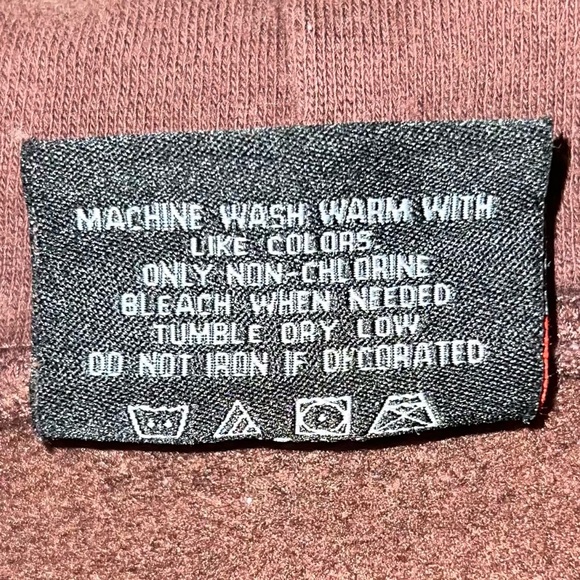 MACHINE WASH WARM WITH
LIKE COLORS
ONLY NON-CHLORINE
BLEACH WHEN NEEDED
TUMBLE DRY LOW
DO NOT IRON IF DECORATED